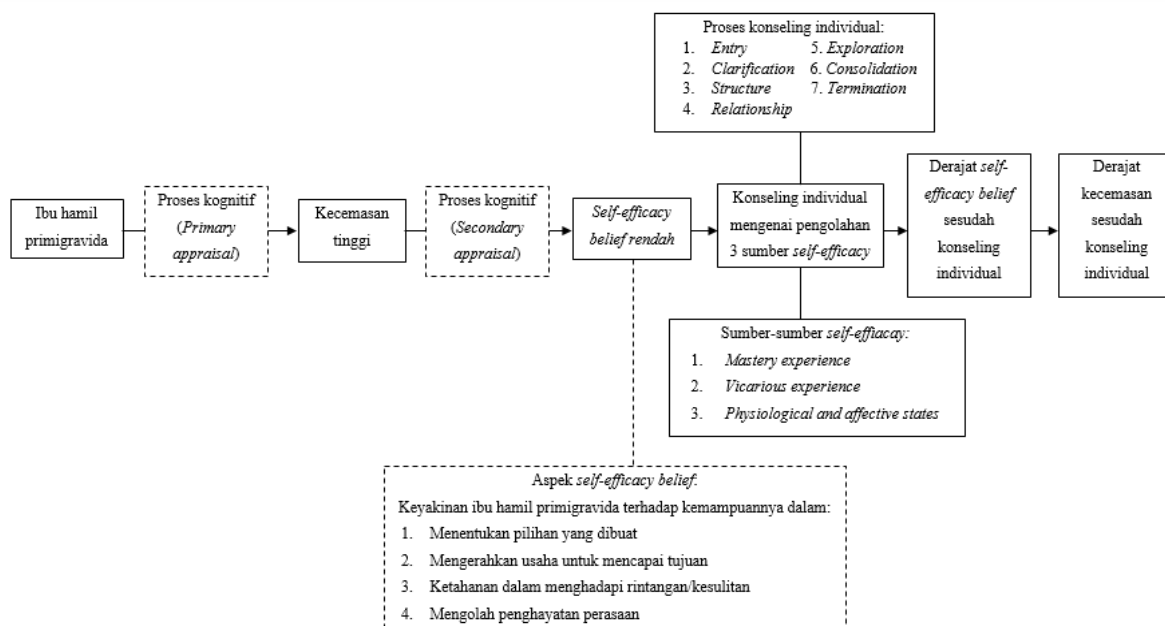 Proses konseling individual:
1. Entry
2. Clarification
3. Structure
4. Relationship
5. Exploration
6. Consolidation
7. Termination
Ibu hamil
primigravida
Proses kognitif
(Primary
appraisal)
Kecemasan
tinggi
Proses kognitif
(Secondary
appraisal)
Self-efficacy
belief rendah
Konseling individual
mengenai pengolahan
3 sumber self-efficacy
Derajat self-
efficacy belief
sesudah
konseling
individual
Derajat
kecemasan
sesudah
konseling
individual
Sumber-sumber self-effiacay:
1. Mastery experience
2. Vicarious experience
3. Physiological and affective states
Aspek self-efficacy belief:
Keyakinan ibu hamil primigravida terhadap kemampuannya dalam:
1. Menentukan pilihan yang dibuat
2. Mengerahkan usaha untuk mencapai tujuan
3. Ketahanan dalam menghadapi rintangan/kesulitan
4. Mengolah penghayatan perasaan